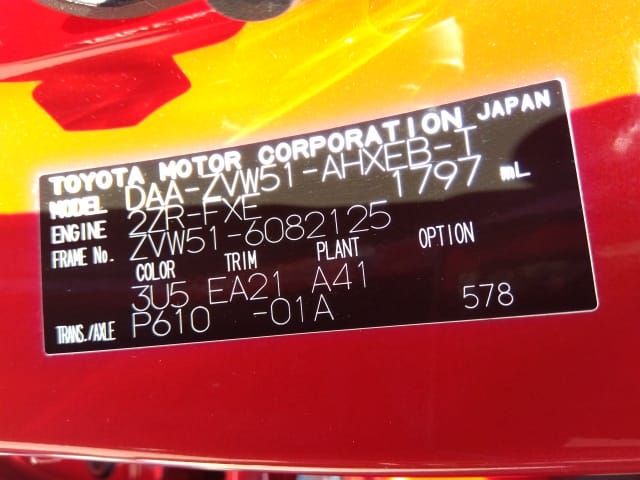 TOYOTA MOTOR CORPORATION JAPAN
MODEL DAA-ZVW51-AHXEB-T
ENGINE 2ZR-FXE 1797 mL
FRAME No. ZVW51-6082125
COLOR TRIM PLANT OPTION
3U5 EA21 A41
TRANS./AXLE P610 -01A 578